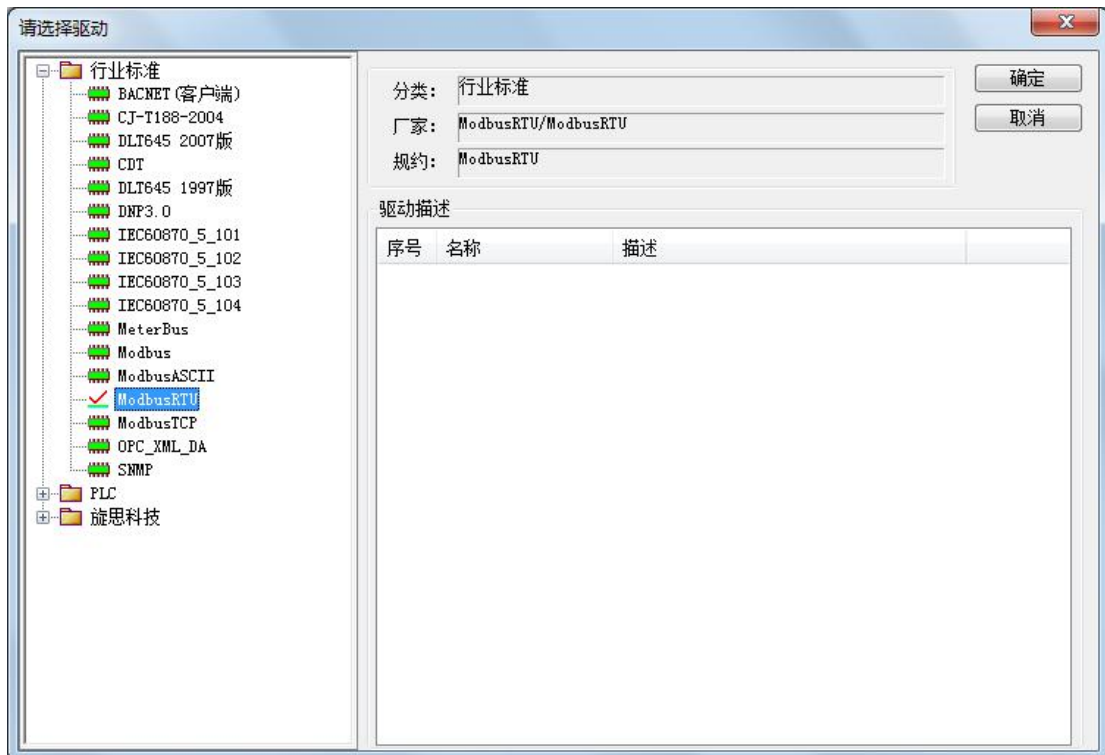 请选择驱动
行业标准
BACNET(客户端)
CJ-T188-2004
DLT645 2007版
CDT
DLT645 1997版
DNP3.0
IEC60870_5_101
IEC60870_5_102
IEC60870_5_103
IEC60870_5_104
MeterBus
Modbus
ModbusASCII
ModbusRTU
ModbusTCP
OPC_XML_DA
SNMP
PLC
旋思科技
分类： 行业标准
厂家： ModbusRTU/ModbusRTU
规约： ModbusRTU
确定
取消
驱动描述
序号 名称 描述